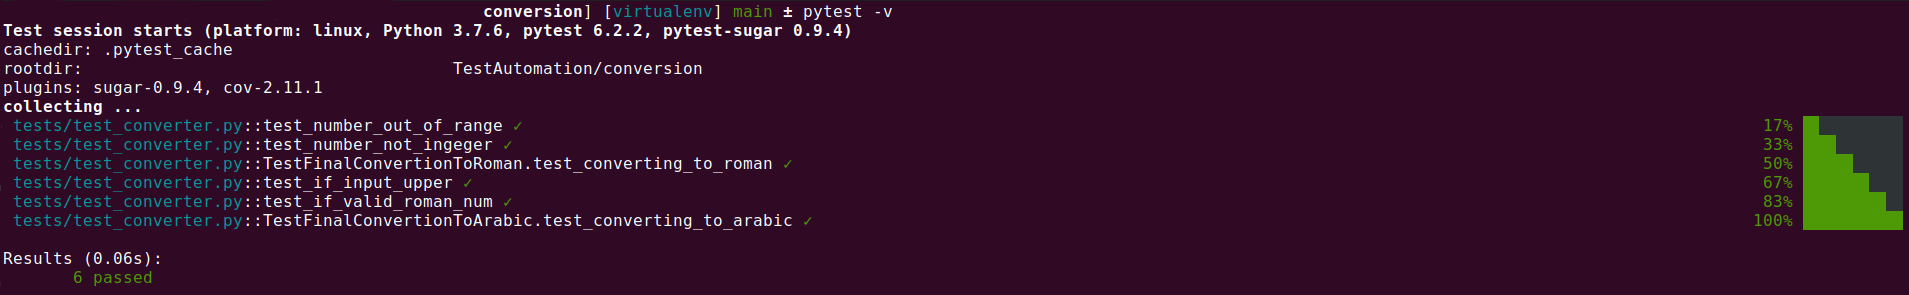 conversion] [virtualenv] main ± pytest -v
Test session starts (platform: linux, Python 3.7.6, pytest 6.2.2, pytest-sugar 0.9.4)
cachedir: .pytest_cache
rootdir: TestAutomation/conversion
plugins: sugar-0.9.4, cov-2.11.1
collecting ...
tests/test_converter.py::test_number_out_of_range ✓ 17%
tests/test_converter.py::test_number_not_ingeger ✓ 33%
tests/test_converter.py::TestFinalConvertionToRoman.test_converting_to_roman ✓ 50%
tests/test_converter.py::test_if_input_upper ✓ 67%
tests/test_converter.py::test_if_valid_roman_num ✓ 83%
tests/test_converter.py::TestFinalConvertionToArabic.test_converting_to_arabic ✓ 100%
Results (0.06s):
6 passed